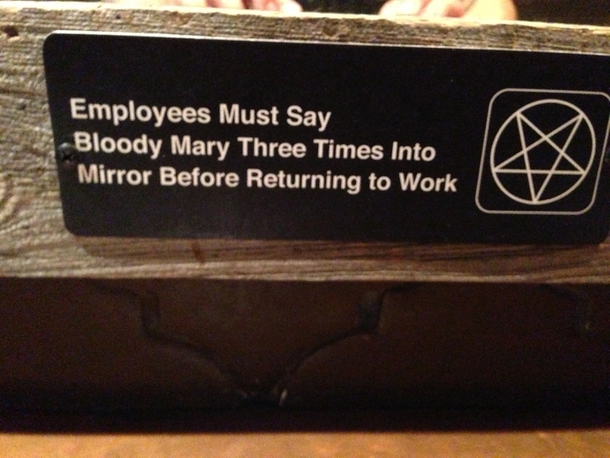 Employees Must Say
Bloody Mary Three Times Into
Mirror Before Returning to Work